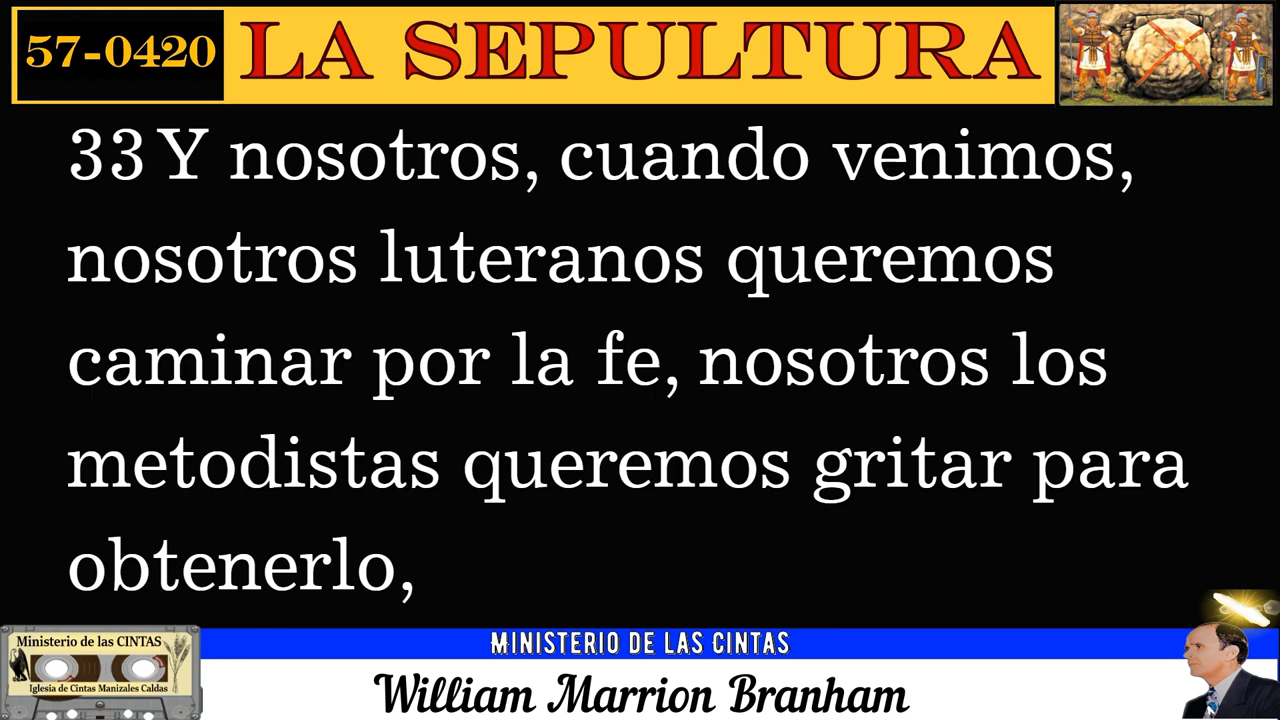 57-0420 LA SEPULTURA
33 Y nosotros, cuando venimos,
nosotros luteranos queremos
caminar por la fe, nosotros los
metodistas queremos gritar para
obtenerlo,
MINISTERIO DE LAS CINTAS
Ministerio de las CINTAS
Iglesia de Cintas Manizales Caldas
William Marrion Branham